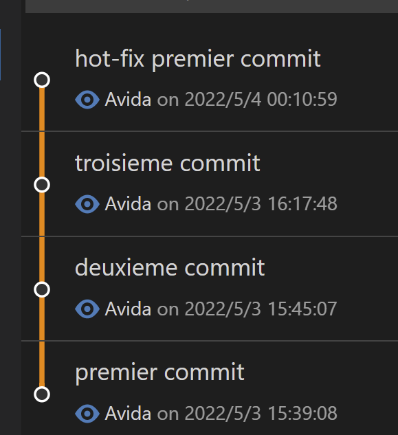 hot-fix premier commit
Avida on 2022/5/4 00:10:59
troisieme commit
Avida on 2022/5/3 16:17:48
deuxieme commit
Avida on 2022/5/3 15:45:07
premier commit
Avida on 2022/5/3 15:39:08